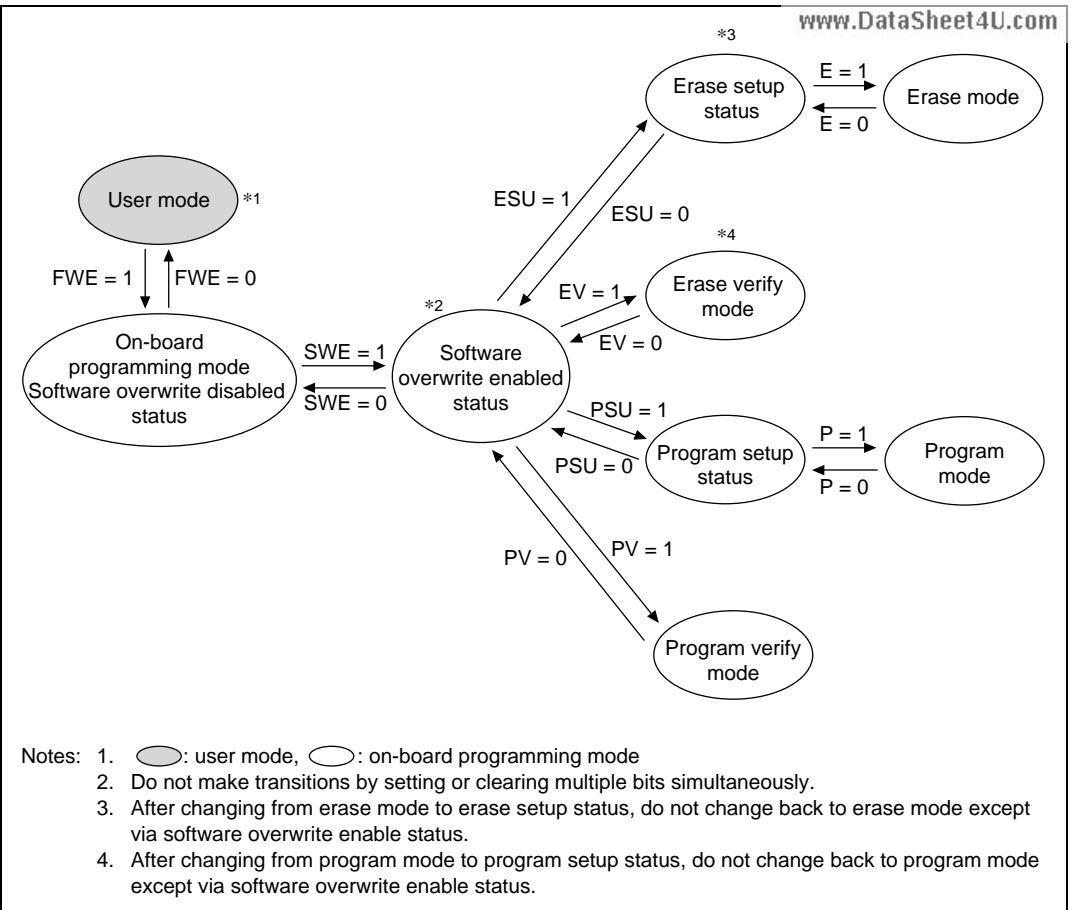 www.DataSheet4U.com
*3
Erase setup
status
E = 1
E = 0
Erase mode
User mode
*1
ESU = 1
ESU = 0
*4
FWE = 1
FWE = 0
Erase verify
mode
EV = 1
EV = 0
*2
On-board
programming mode
Software overwrite disabled
status
SWE = 1
SWE = 0
Software
overwrite enabled
status
PSU = 1
PSU = 0
Program setup
status
P = 1
P = 0
Program
mode
PV = 0
PV = 1
Program verify
mode
Notes: 1. : user mode, : on-board programming mode
2. Do not make transitions by setting or clearing multiple bits simultaneously.
3. After changing from erase mode to erase setup status, do not change back to erase mode except
via software overwrite enable status.
4. After changing from program mode to program setup status, do not change back to program mode
except via software overwrite enable status.